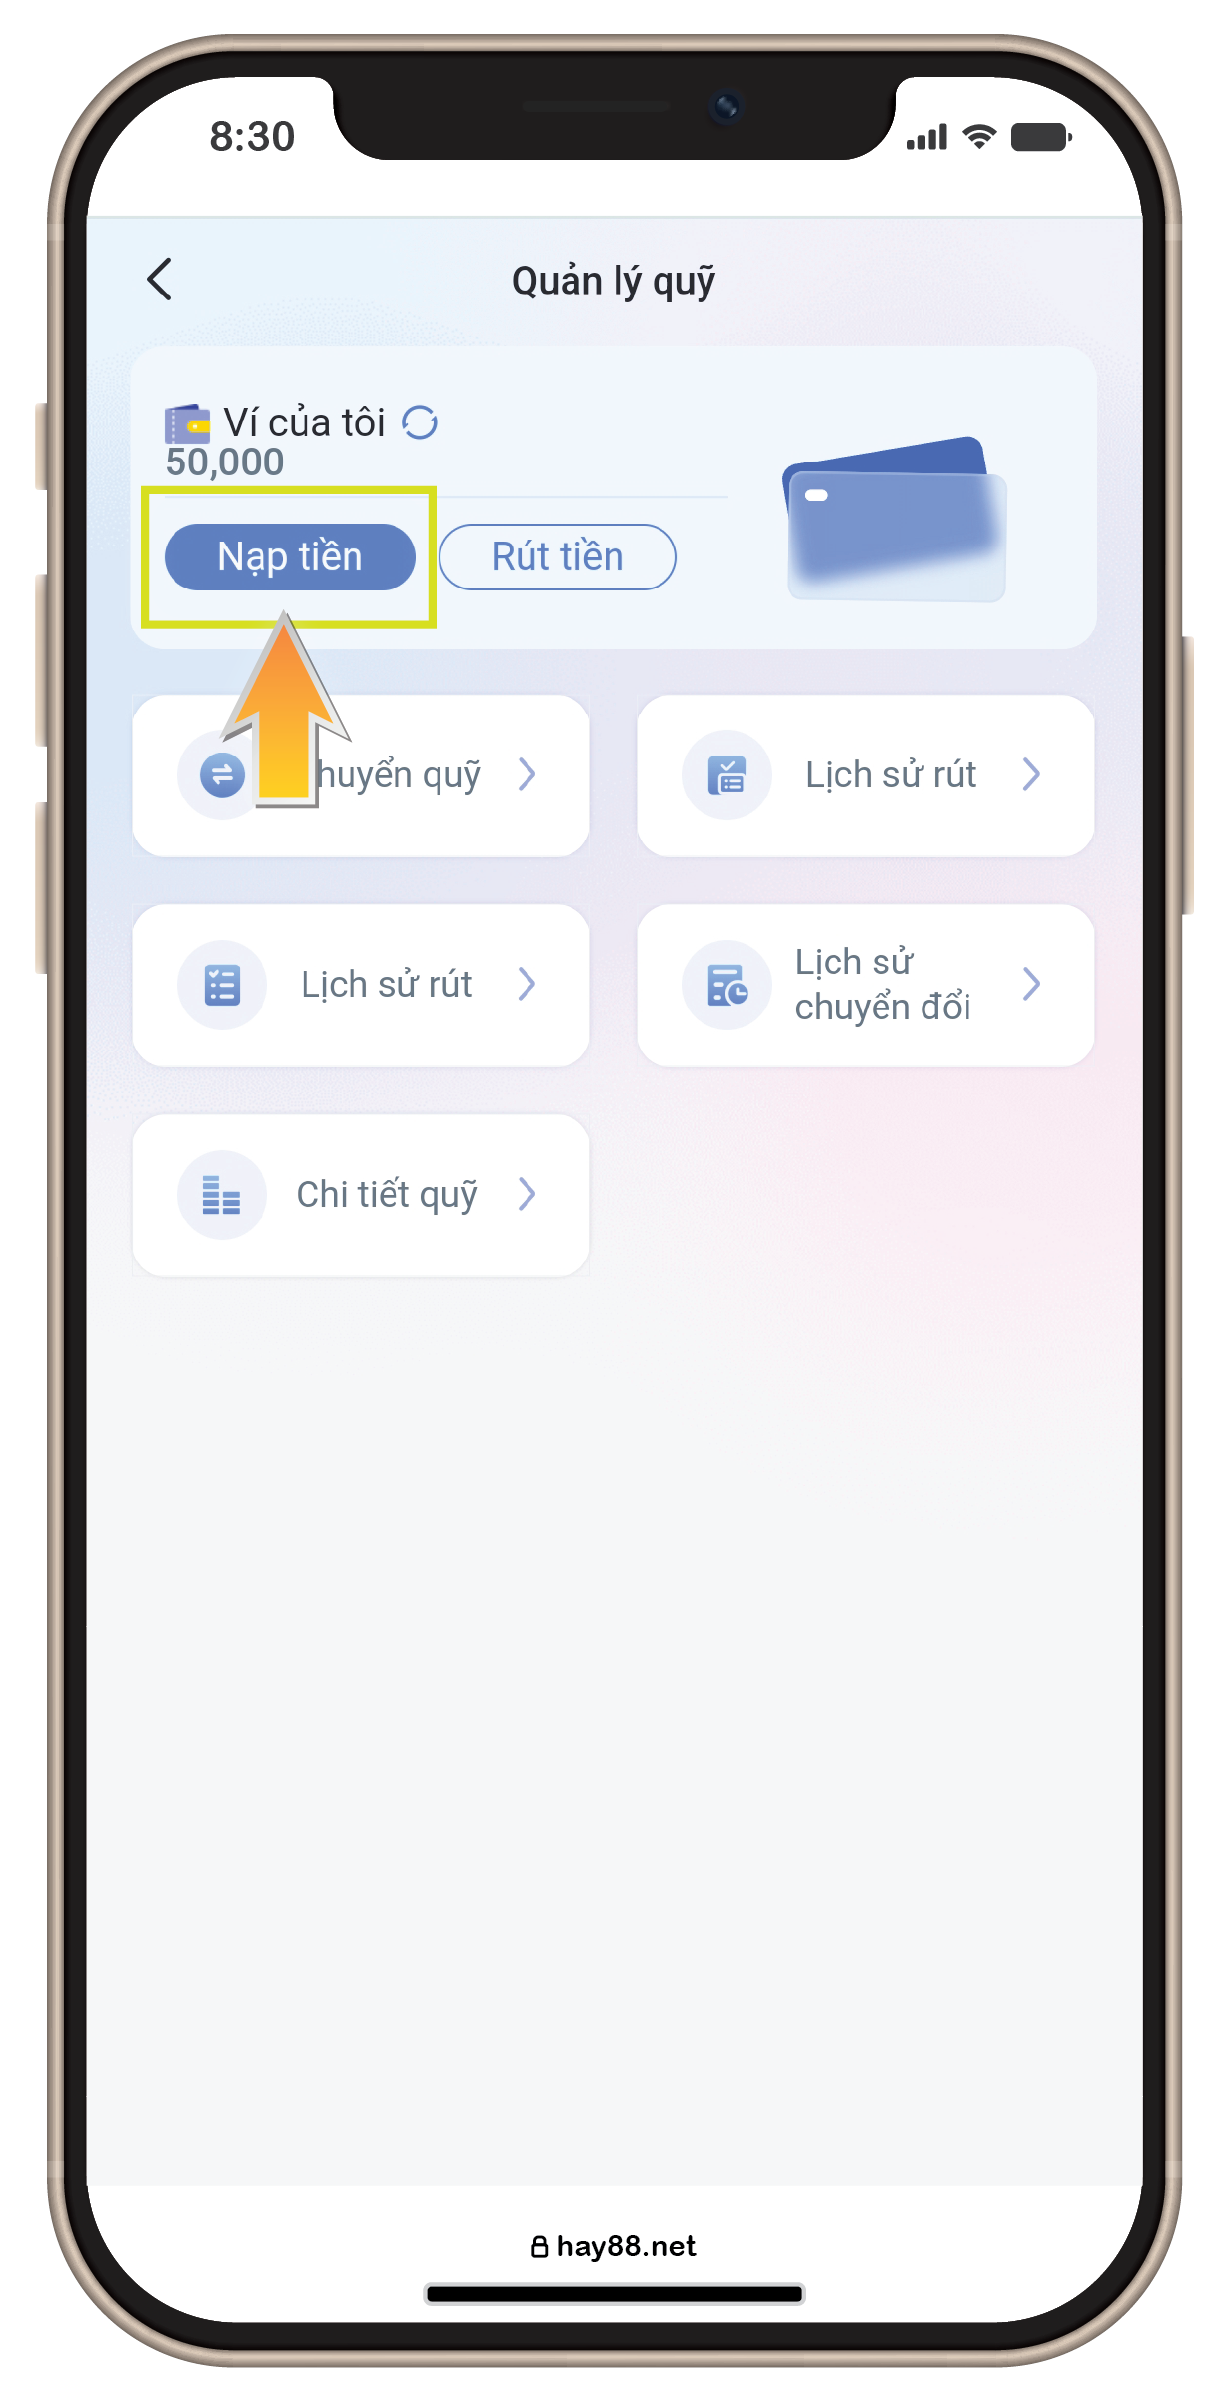 8:30
Quản lý quỹ
Ví của tôi
50,000
Nạp tiền
Rút tiền
huyển quỹ
Lịch sử rút
Lịch sử rút
Lịch sử
chuyển đổi
Chi tiết quỹ
hay88.net